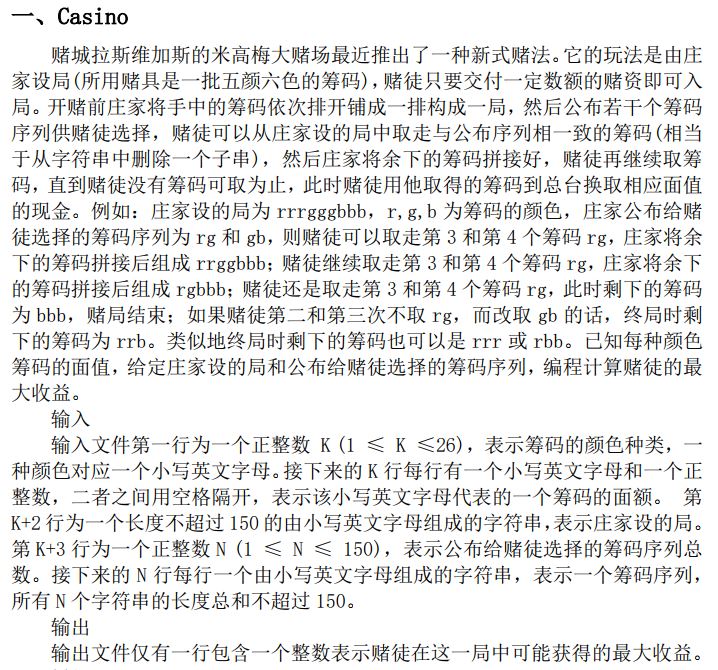 一、Casino
赌城拉斯维加斯的米高梅大赌场最近推出了一种新式赌法。它的玩法是由庄
家设局(所用赌具是一批五颜六色的筹码),赌徒只要交付一定数额的赌资即可入
局。开赌前庄家将手中的筹码依次排开铺成一排构成一局，然后公布若干个筹码
序列供赌徒选择，赌徒可以从庄家设的局中取走与公布序列相一致的筹码(相当
于从字符串中删除一个子串)，然后庄家将余下的筹码拼接好，赌徒再继续取筹
码，直到赌徒没有筹码可取为止，此时赌徒用他取得的筹码到总台换取相应面值
的现金。例如：庄家设的局为 rrrgggbbb，r,g,b 为筹码的颜色，庄家公布给赌
徒选择的筹码序列为 rg 和 gb，则赌徒可以取走第 3 和第 4 个筹码 rg，庄家将余
下的筹码拼接后组成 rrggbbb；赌徒继续取走第 3 和第 4 个筹码 rg，庄家将余下
的筹码拼接后组成 rgbbb；赌徒还是取走第 3 和第 4 个筹码 rg，此时剩下的筹码
为 bbb，赌局结束；如果赌徒第二和第三次不取 rg，而改取 gb 的话，终局时剩
下的筹码为 rrb。类似地终局时剩下的筹码也可以是 rrr 或 rbb。已知每种颜色
筹码的面值，给定庄家设的局和公布给赌徒选择的筹码序列，编程计算赌徒的最
大收益。
输入
输入文件第一行为一个正整数 K (1 ≤ K ≤26)，表示筹码的颜色种类，一
种颜色对应一个小写英文字母。接下来的 K 行每行有一个小写英文字母和一个正
整数，二者之间用空格隔开，表示该小写英文字母代表的一个筹码的面额。 第
K+2 行为一个长度不超过 150 的由小写英文字母组成的字符串,表示庄家设的局。
第 K+3 行为一个正整数 N (1 ≤ N ≤ 150)，表示公布给赌徒选择的筹码序列总
数。接下来的 N 行每行一个由小写英文字母组成的字符串，表示一个筹码序列，
所有 N 个字符串的长度总和不超过 150。
输出
输出文件仅有一行包含一个整数表示赌徒在这一局中可能获得的最大收益。